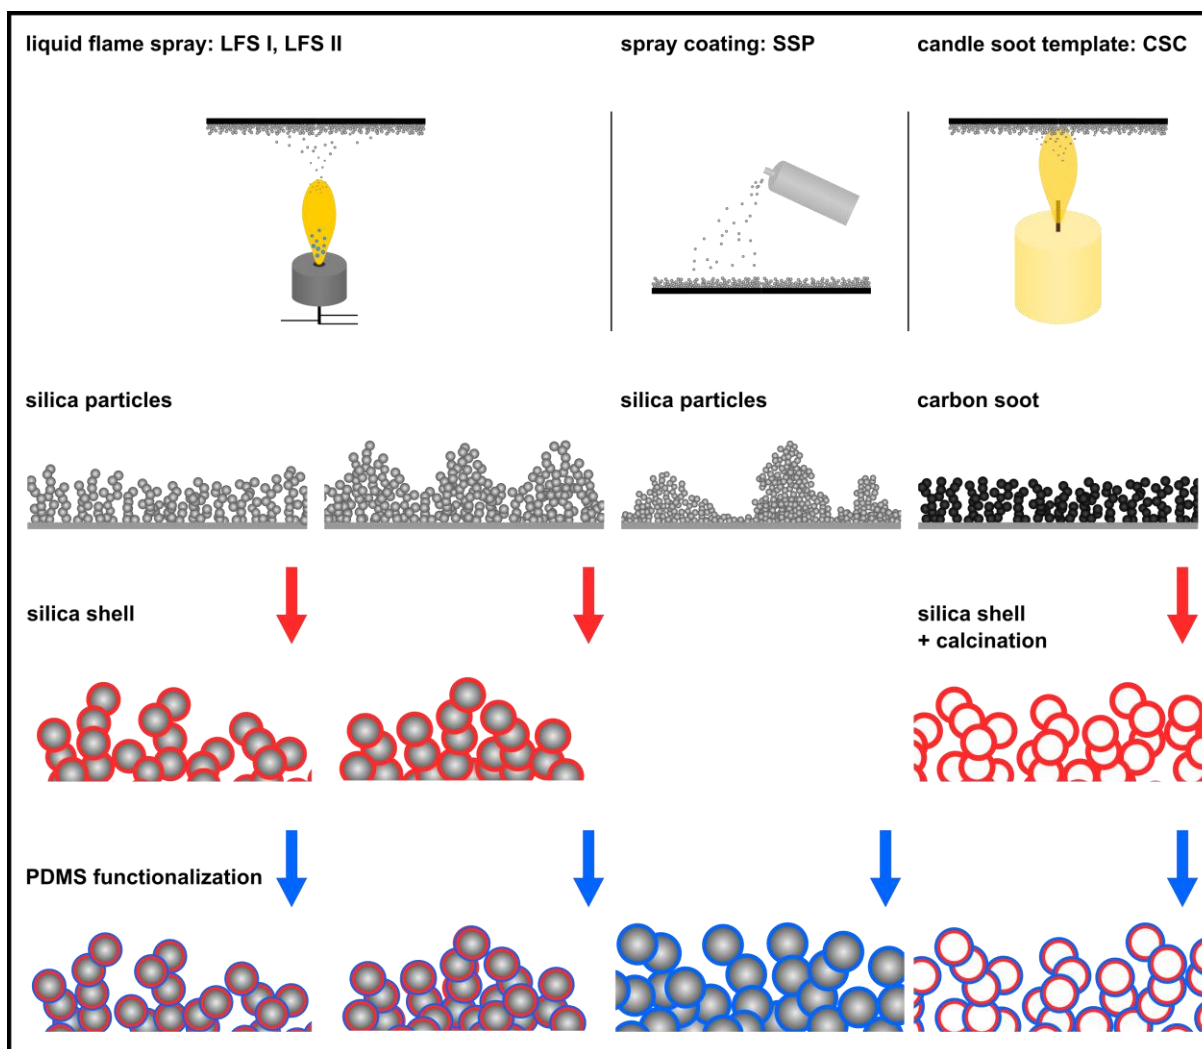 liquid flame spray: LFS I, LFS II
spray coating: SSP
candle soot template: CSC
silica particles
silica particles
carbon soot
silica shell
silica shell
+ calcination
PDMS functionalization